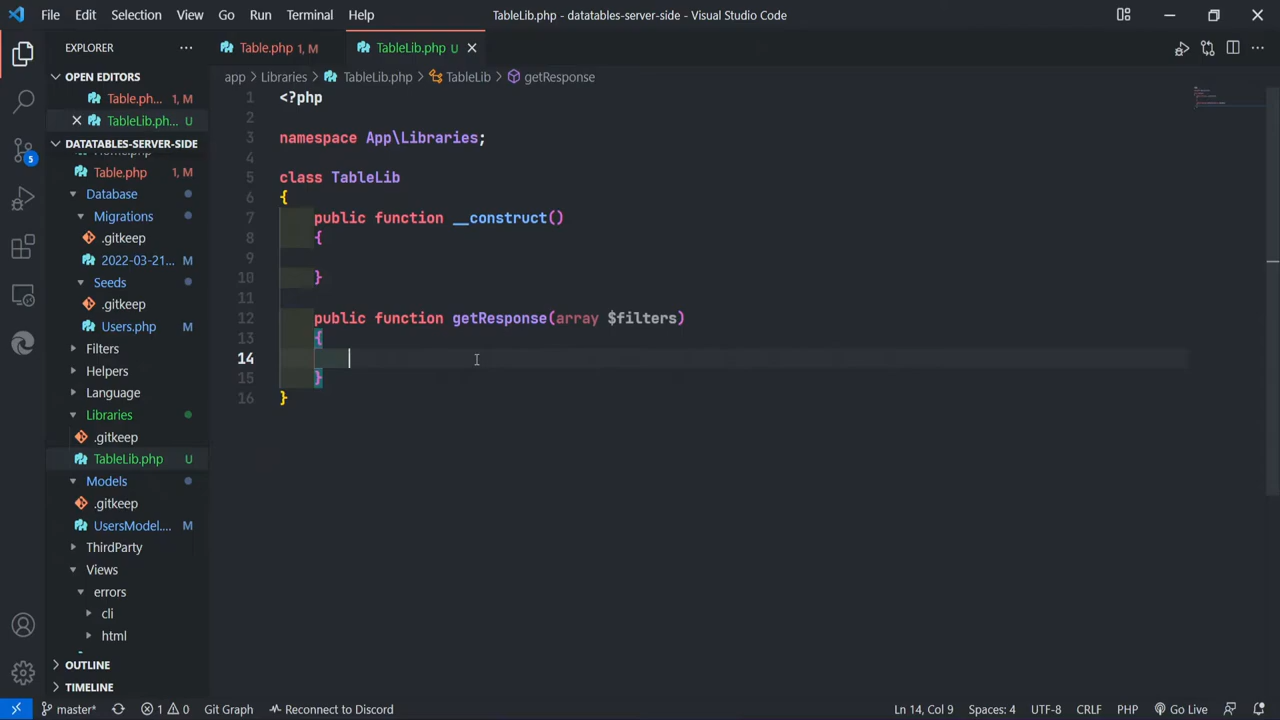 File Edit Selection View Go Run Terminal Help
TableLib.php - datatables-server-side - Visual Studio Code
EXPLORER
OPEN EDITORS
Table.ph... 1, M
TableLib.ph... U
DATATABLES-SERVER-SIDE
Table.php 1, M
Database
Migrations
.gitkeep
2022-03-21... M
Seeds
.gitkeep
Users.php M
Filters
Helpers
Language
Libraries
.gitkeep
TableLib.php U
Models
.gitkeep
UsersModel.... M
ThirdParty
Views
errors
cli
html
OUTLINE
TIMELINE
5
Table.php 1, M
TableLib.php U
app Libraries TableLib.php TableLib getResponse
1 <?php
2
3 namespace App\Libraries;
4
5 class TableLib
6 {
7 public function __construct()
8 {
9
10 }
11
12 public function getResponse(array $filters)
13 {
14
15 }
16 }
master* 1 0 Git Graph Reconnect to Discord
Ln 14, Col 9 Spaces: 4 UTF-8 CRLF PHP Go Live